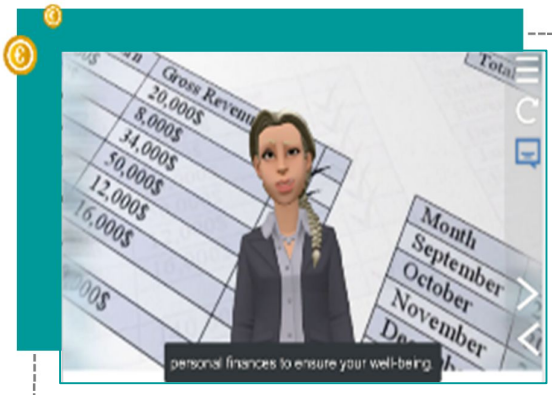 Gross Revenu
20,000$
8,000$
34,000$
50,000$
12,000$
16,000$
Total
Month
September
October
November
personal finances to ensure your well-being.